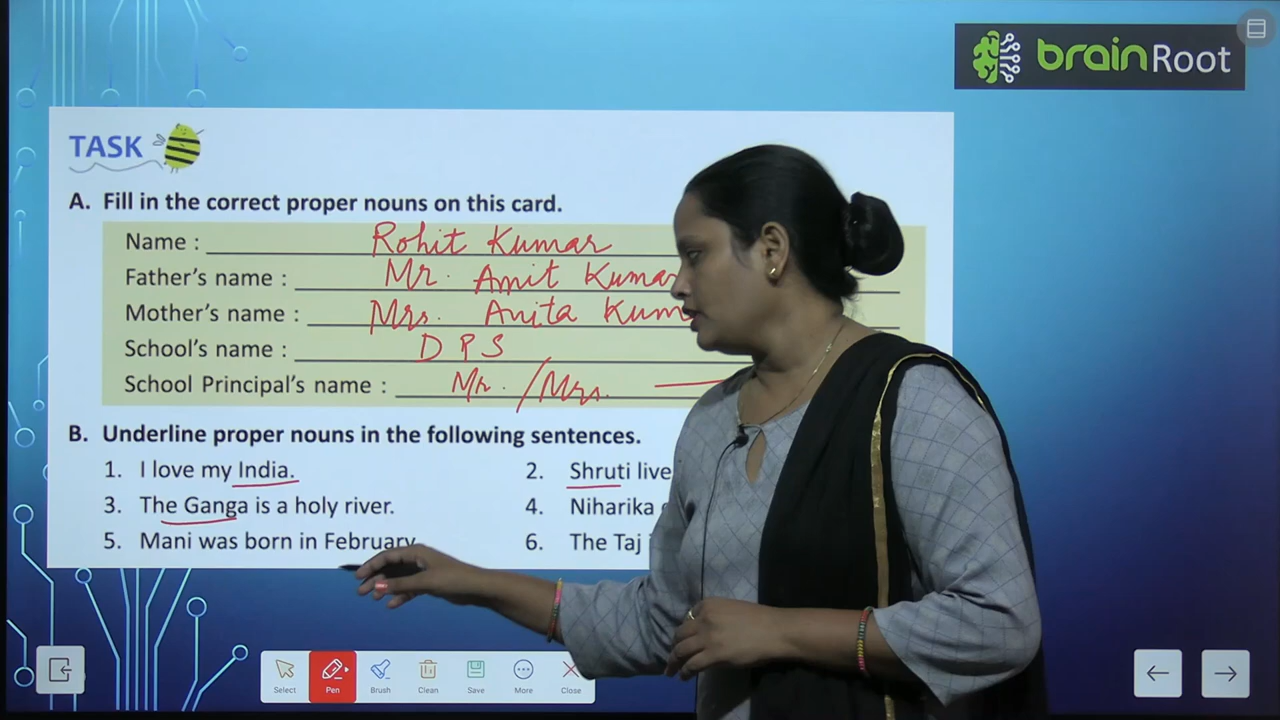 brainRoot
TASK
A. Fill in the correct proper nouns on this card.
Name : Rohit Kumar
Father's name : Mr. Amit Kumar
Mother's name : Mrs. Anita
School's name : D P S
School Principal's name : Mr. / Mrs.
B. Underline proper nouns in the following sentences.
1. I love my India. 2. Shruti live
3. The Ganga is a holy river. 4. Niharika
5. Mani was born in February 6. The Taj
Select Pen Brush Clean Save More Close